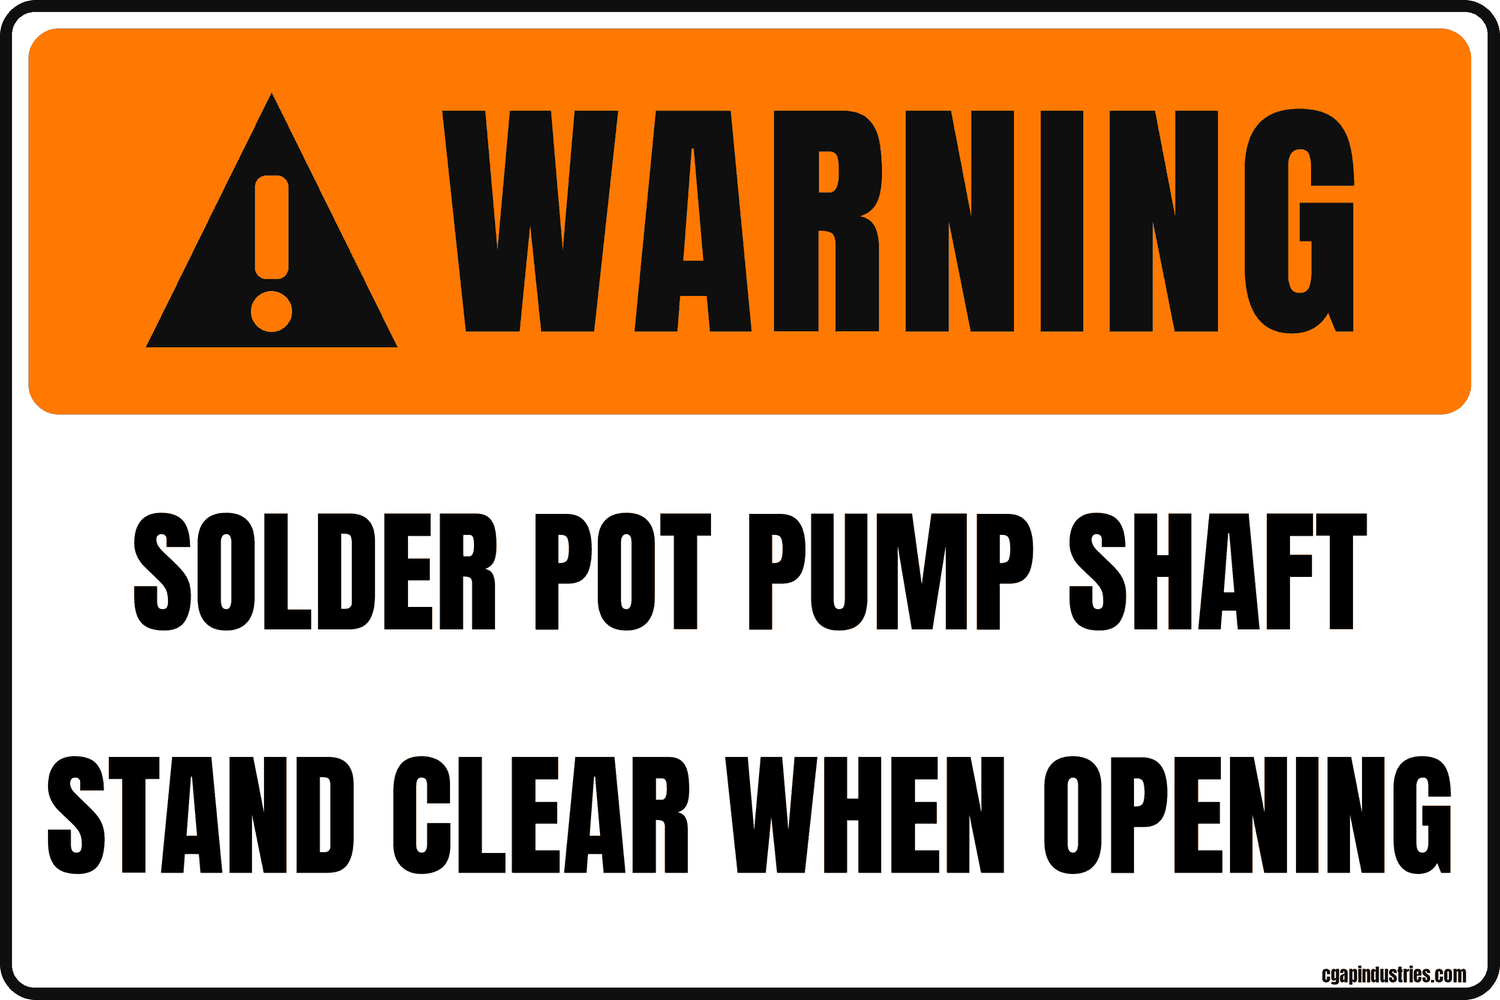 WARNING
SOLDER POT PUMP SHAFT
STAND CLEAR WHEN OPENING
cgapindustries.com